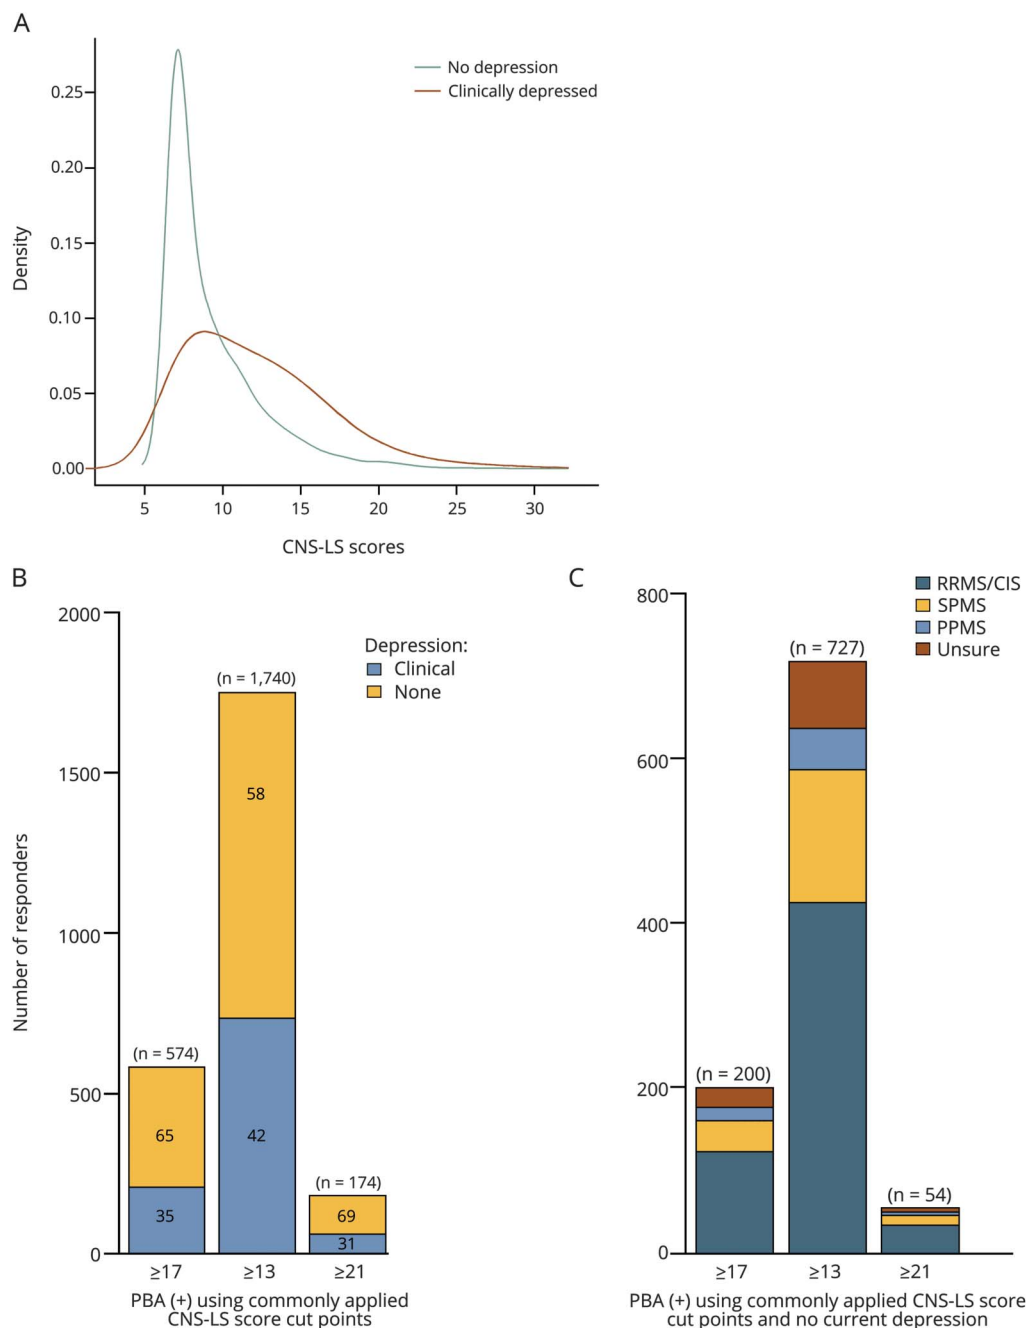 A
No depression
Clinically depressed
0.25
0.20
0.15
0.10
0.05
0.00
Density
5 10 15 20 25 30
CNS-LS scores
B
2000
1500
1000
500
0
Number of responders
Depression:
Clinical
None
(n = 1,740)
58
42
(n = 574)
65
35
(n = 174)
69
31
≥17 ≥13 ≥21
PBA (+) using commonly applied
CNS-LS score cut points
C
RRMS/CIS
SPMS
PPMS
Unsure
800
600
400
200
0
(n = 727)
(n = 200)
(n = 54)
≥17 ≥13 ≥21
PBA (+) using commonly applied CNS-LS score
cut points and no current depression